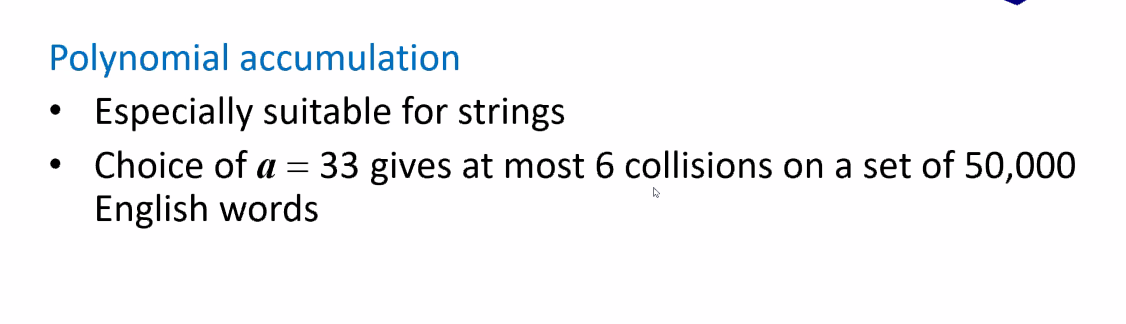 Polynomial accumulation
• Especially suitable for strings
• Choice of a = 33 gives at most 6 collisions on a set of 50,000
English words